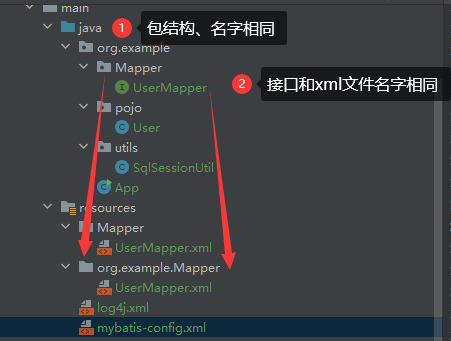 main
java
1 包结构、名字相同
org.example
Mapper
UserMapper
2 接口和xml文件名字相同
pojo
User
utils
SqlSessionUtil
App
resources
Mapper
UserMapper.xml
org.example.Mapper
UserMapper.xml
log4j.xml
mybatis-config.xml